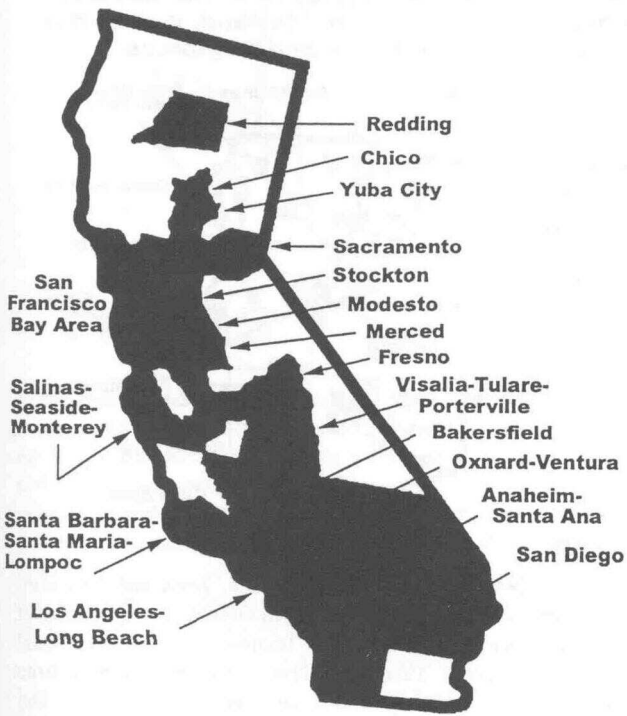 Redding
Chico
Yuba City
Sacramento
Stockton
Modesto
Merced
Fresno
Visalia-Tulare-
Porterville
Bakersfield
Oxnard-Ventura
Anaheim-
Santa Ana
San Diego
San
Francisco
Bay Area
Salinas-
Seaside-
Monterey
Santa Barbara-
Santa Maria-
Lompoc
Los Angeles-
Long Beach